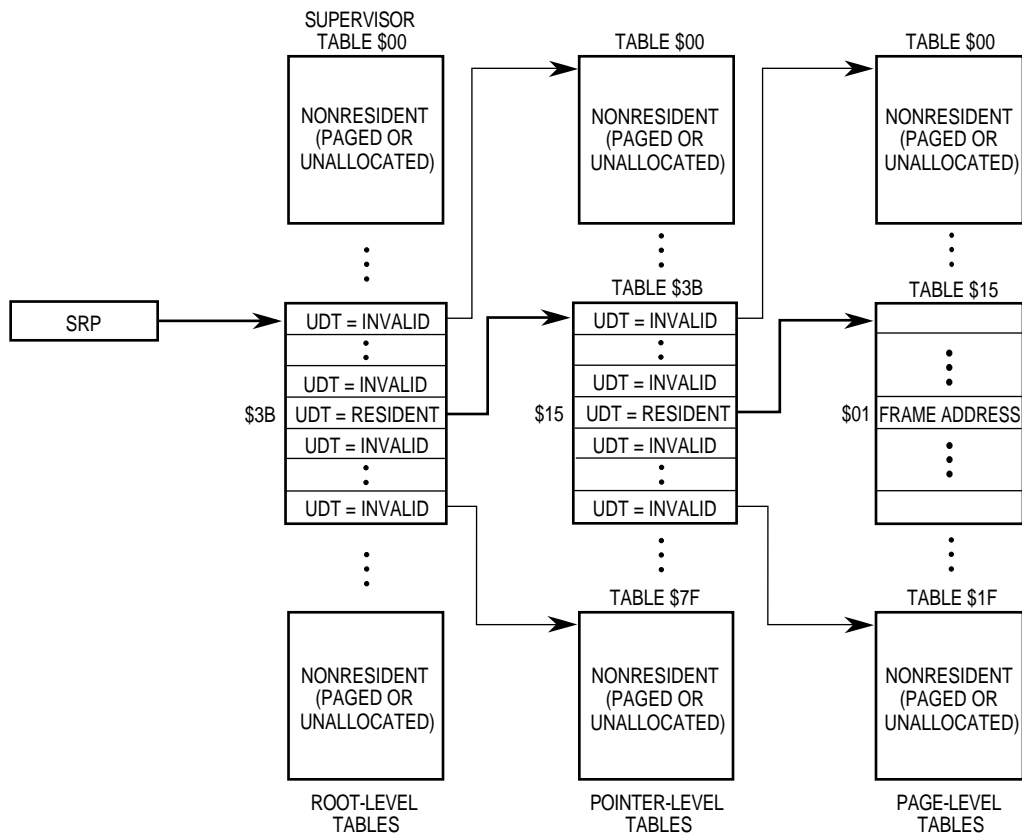 SUPERVISOR
TABLE $00
TABLE $00
TABLE $00
NONRESIDENT
(PAGED OR
UNALLOCATED)
NONRESIDENT
(PAGED OR
UNALLOCATED)
NONRESIDENT
(PAGED OR
UNALLOCATED)
TABLE $3B
TABLE $15
SRP
UDT = INVALID
UDT = INVALID
$3B
UDT = RESIDENT
UDT = INVALID
UDT = INVALID
UDT = INVALID
UDT = INVALID
$15
UDT = RESIDENT
UDT = INVALID
UDT = INVALID
$01
FRAME ADDRESS
TABLE $7F
TABLE $1F
NONRESIDENT
(PAGED OR
UNALLOCATED)
NONRESIDENT
(PAGED OR
UNALLOCATED)
NONRESIDENT
(PAGED OR
UNALLOCATED)
ROOT-LEVEL
TABLES
POINTER-LEVEL
TABLES
PAGE-LEVEL
TABLES